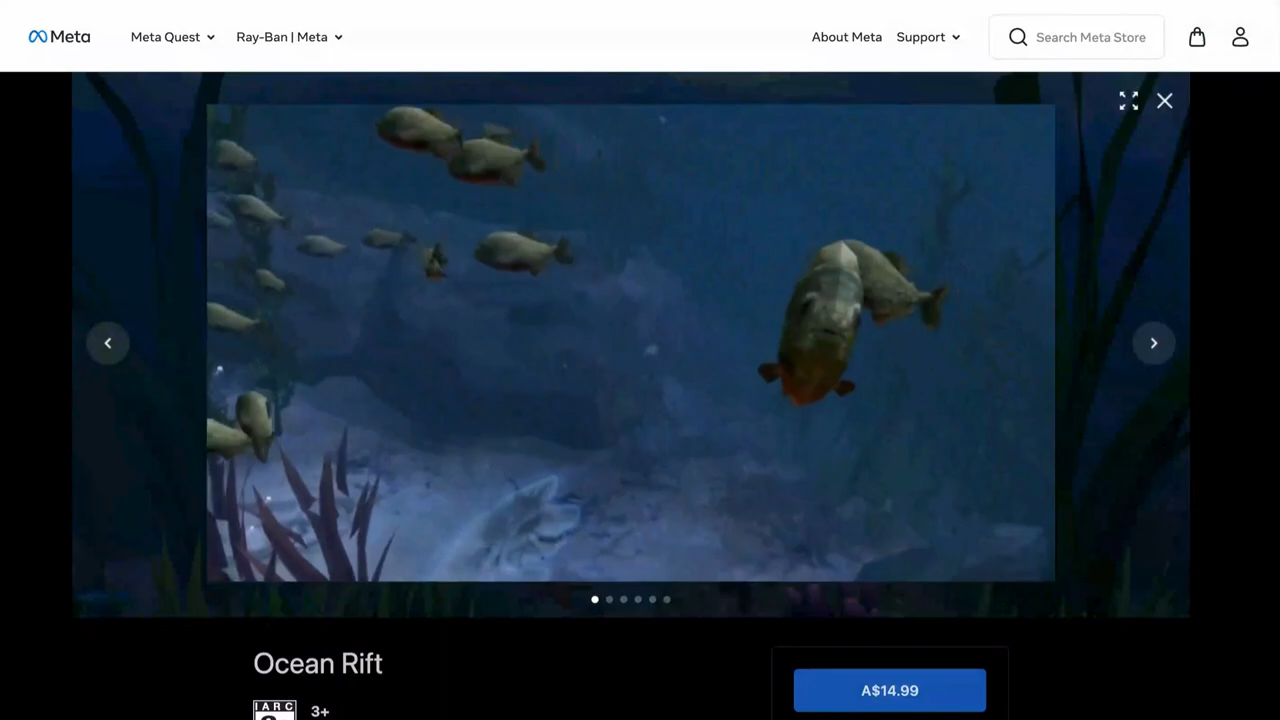 Meta
Meta Quest
Ray-Ban | Meta
About Meta
Support
Search Meta Store
Ocean Rift
A$14.99
IARC
3+